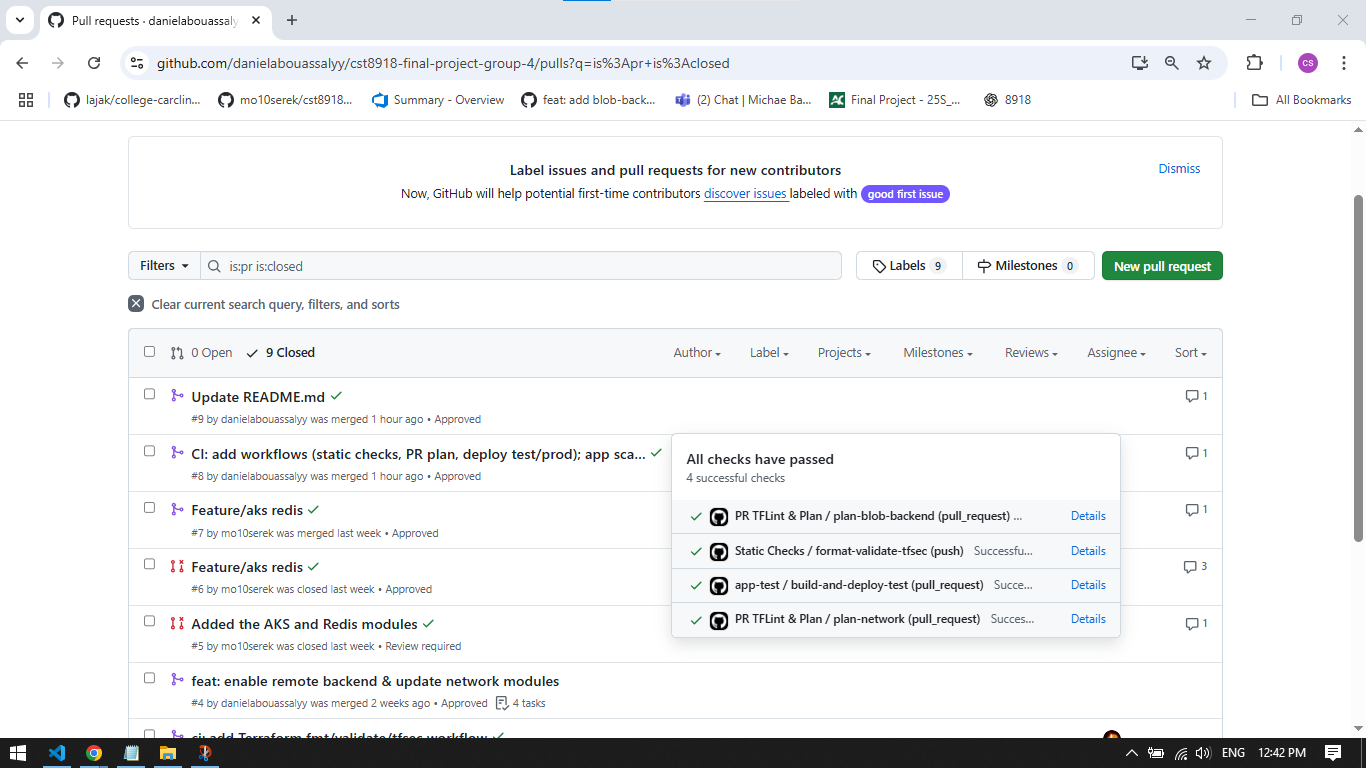 Pull requests · danielabouassaly
github.com/danielabouassalyy/cst8918-final-project-group-4/pulls?q=is%3Apr+is%3Aclosed
CS
lajak/college-carclin...
mo10serek/cst8918...
Summary - Overview
feat: add blob-back...
(2) Chat | Michae Ba...
Final Project - 25S_...
8918
All Bookmarks
Label issues and pull requests for new contributors
Dismiss
Now, GitHub will help potential first-time contributors discover issues labeled with good first issue
Filters
is:pr is:closed
Labels 9
Milestones 0
New pull request
Clear current search query, filters, and sorts
0 Open
9 Closed
Author
Label
Projects
Milestones
Reviews
Assignee
Sort
Update README.md
1
#9 by danielabouassalyy was merged 1 hour ago • Approved
CI: add workflows (static checks, PR plan, deploy test/prod); app sca...
1
#8 by danielabouassalyy was merged 1 hour ago • Approved
All checks have passed
4 successful checks
PR TFLint & Plan / plan-blob-backend (pull_request) ...
Details
Static Checks / format-validate-tfsec (push) Successfu...
Details
app-test / build-and-deploy-test (pull_request) Succe...
Details
PR TFLint & Plan / plan-network (pull_request) Succes...
Details
Feature/aks redis
1
#7 by mo10serek was merged last week • Approved
Feature/aks redis
3
#6 by mo10serek was closed last week • Approved
Added the AKS and Redis modules
1
#5 by mo10serek was closed last week • Review required
feat: enable remote backend & update network modules
#4 by danielabouassalyy was merged 2 weeks ago • Approved 4 tasks
ci: add Terraform fmt/validate/tfsec workflow
ENG
12:42 PM